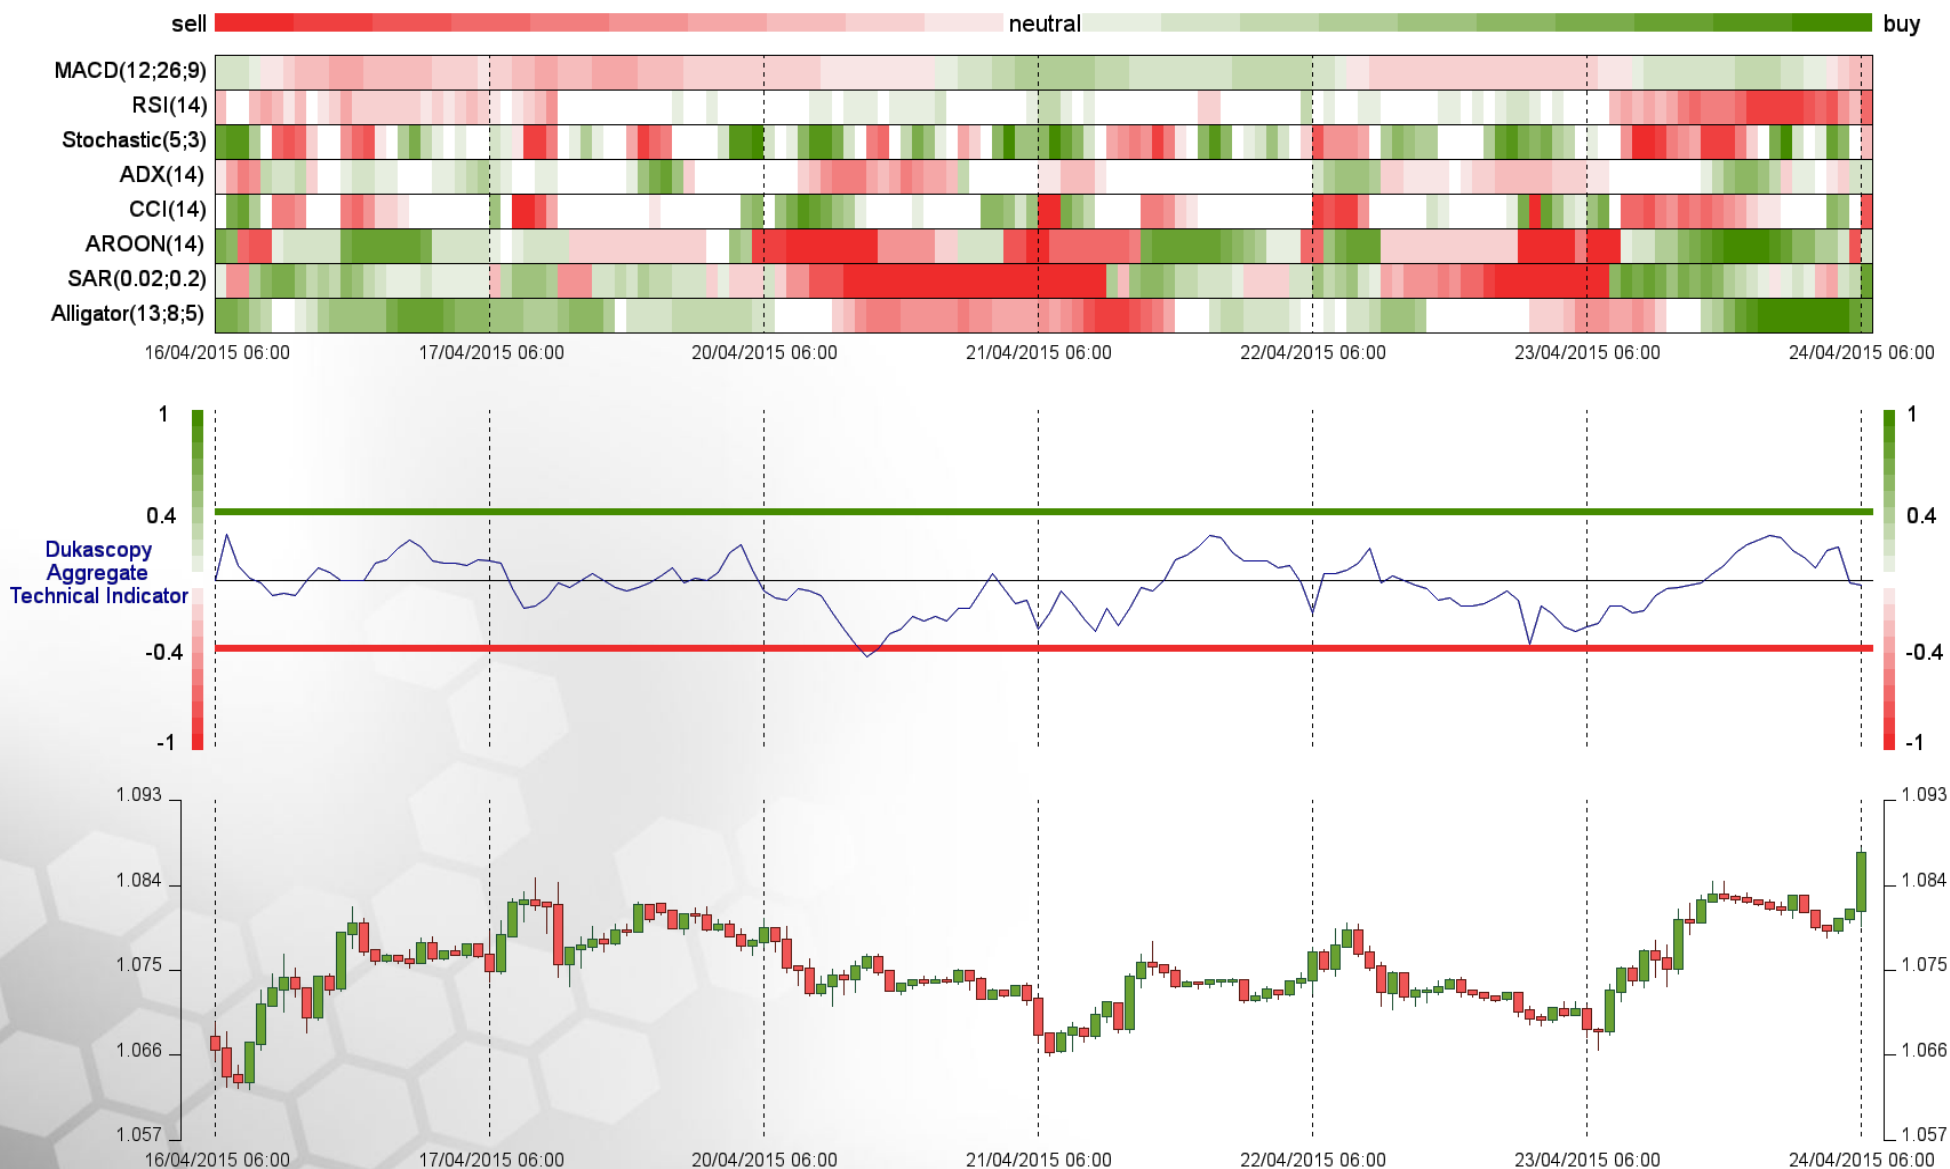 sell neutral buy
MACD(12;26;9)
RSI(14)
Stochastic(5;3)
ADX(14)
CCI(14)
AROON(14)
SAR(0.02;0.2)
Alligator(13;8;5)
16/04/2015 06:00 17/04/2015 06:00 20/04/2015 06:00 21/04/2015 06:00 22/04/2015 06:00 23/04/2015 06:00 24/04/2015 06:00
1 1
0.4 0.4
Dukascopy
Aggregate
Technical Indicator
-0.4 -0.4
-1 -1
1.093 1.093
1.084 1.084
1.075 1.075
1.066 1.066
1.057 1.057
16/04/2015 06:00 17/04/2015 06:00 20/04/2015 06:00 21/04/2015 06:00 22/04/2015 06:00 23/04/2015 06:00 24/04/2015 06:00